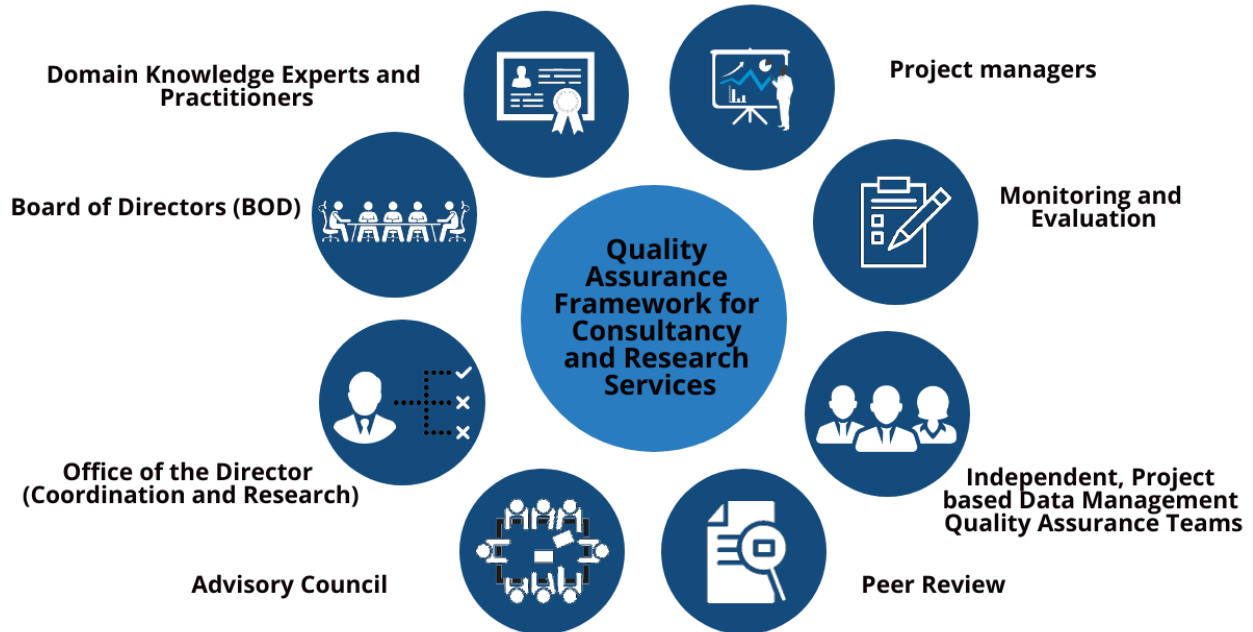 Domain Knowledge Experts and
Practitioners
Project managers
Board of Directors (BOD)
Monitoring and
Evaluation
Quality
Assurance
Framework for
Consultancy
and Research
Services
Office of the Director
(Coordination and Research)
Independent, Project
based Data Management
Quality Assurance Teams
Advisory Council
Peer Review